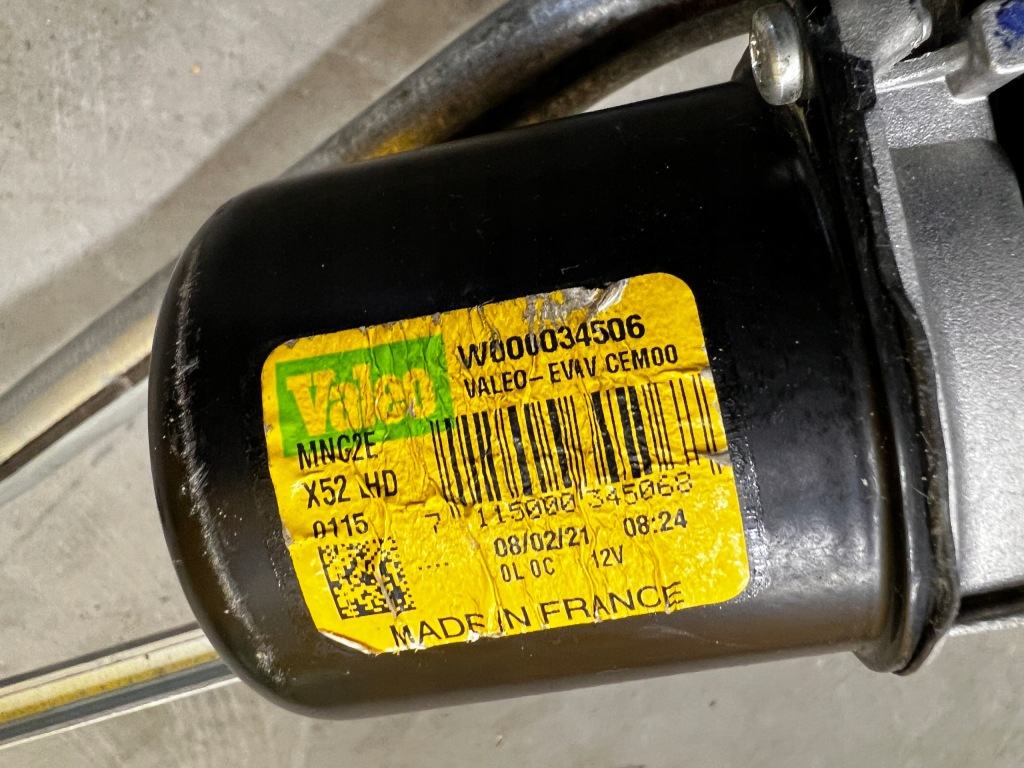 Valeo
W000034506
VALEO-EWV CEM00
MNG2E
X52 LHD
0115
7 115000 345068
08/02/21 08:24
0L 0C 12V
MADE IN FRANCE